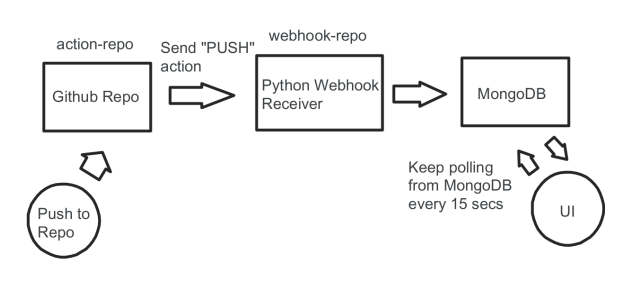 action-repo
Send "PUSH"
action
webhook-repo
Github Repo
Python Webhook
Receiver
MongoDB
Push to
Repo
Keep polling
from MongoDB
every 15 secs
UI